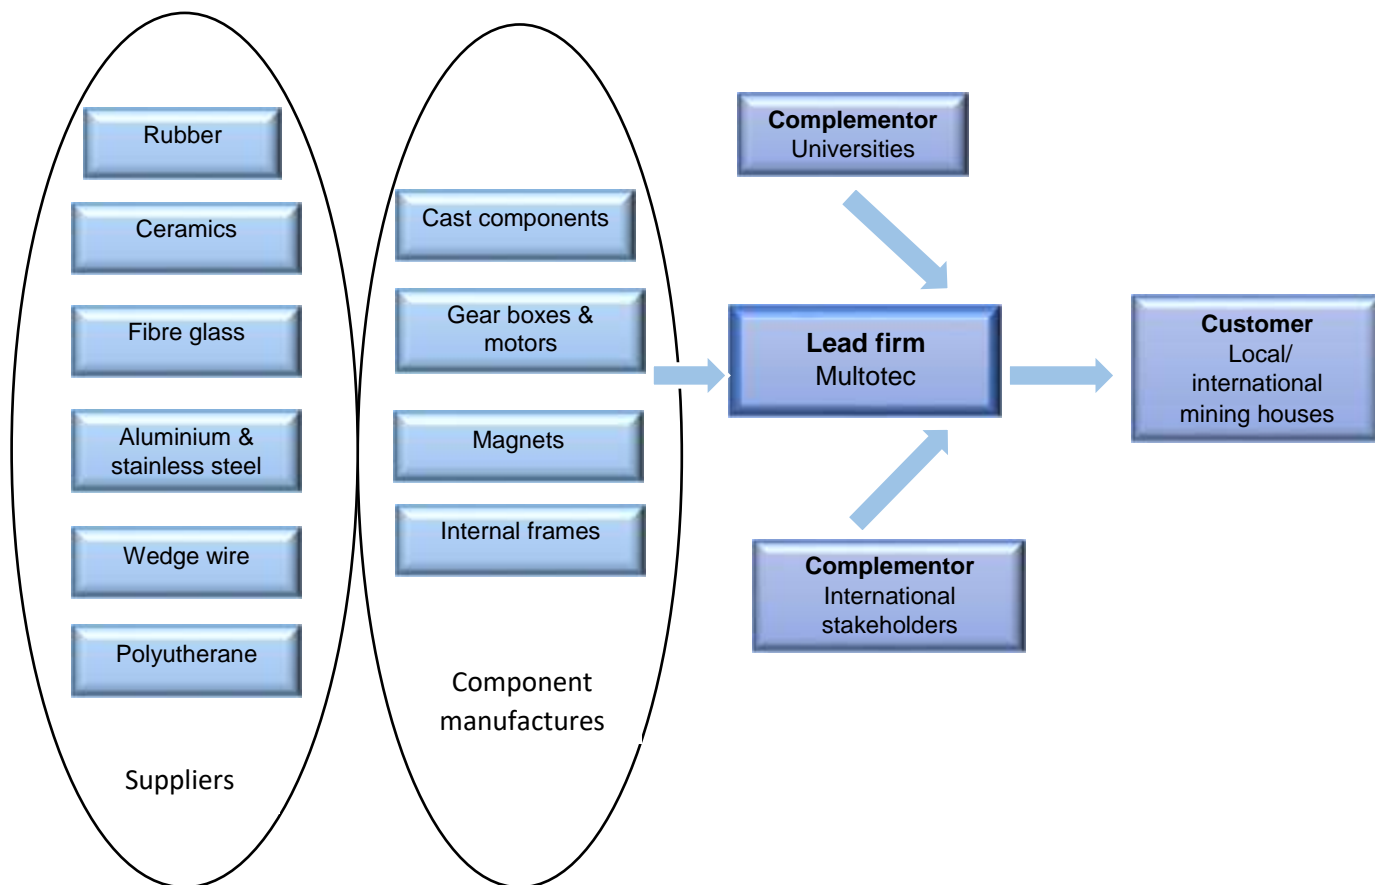 Rubber
Ceramics
Fibre glass
Aluminium &
stainless steel
Wedge wire
Polyutherane
Suppliers
Cast components
Gear boxes &
motors
Magnets
Internal frames
Component
manufactures
Complementor
Universities
Lead firm
Multotec
Complementor
International
stakeholders
Customer
Local/
international
mining houses